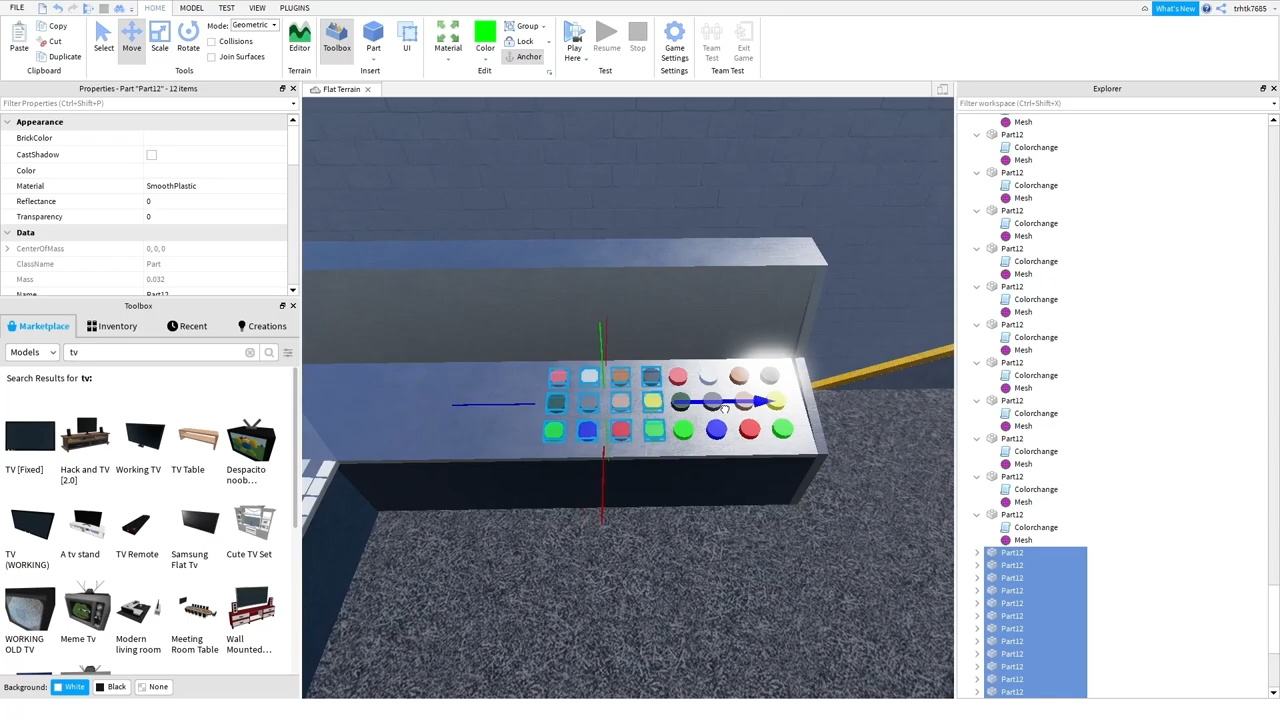 FILE HOME MODEL TEST VIEW PLUGINS What's New trhtk7685
Paste Copy Cut Duplicate Select Move Scale Rotate Mode: Geometric Collisions Join Surfaces Editor Toolbox Part UI Material Color Group Lock Anchor Play Here Resume Stop Game Settings Team Test Exit Game
Clipboard Tools Terrain Insert Edit Test Settings Team Test
Properties - Part "Part12" - 12 items
Filter Properties (Ctrl+Shift+P)
Appearance
BrickColor
CastShadow
Color
Material SmoothPlastic
Reflectance 0
Transparency 0
Data
CenterOfMass 0, 0, 0
ClassName Part
Mass 0.032
Name Part12
Toolbox
Marketplace Inventory Recent Creations
Models tv
Search Results for tv:
TV [Fixed] Hack and TV [2.0] Working TV TV Table Despacito noob...
TV (WORKING) A tv stand TV Remote Samsung Flat Tv Cute TV Set
WORKING OLD TV Meme Tv Modern living room Meeting Room Table Wall Mounted...
Background: White Black None
Flat Terrain
Explorer
Filter workspace (Ctrl+Shift+X)
Mesh
Part12
Colorchange
Mesh
Part12
Colorchange
Mesh
Part12
Colorchange
Mesh
Part12
Colorchange
Mesh
Part12
Colorchange
Mesh
Part12
Colorchange
Mesh
Part12
Colorchange
Mesh
Part12
Colorchange
Mesh
Part12
Colorchange
Mesh
Part12
Colorchange
Mesh
Part12
Colorchange
Mesh
Part12
Part12
Part12
Part12
Part12
Part12
Part12
Part12
Part12
Part12
Part12
Part12